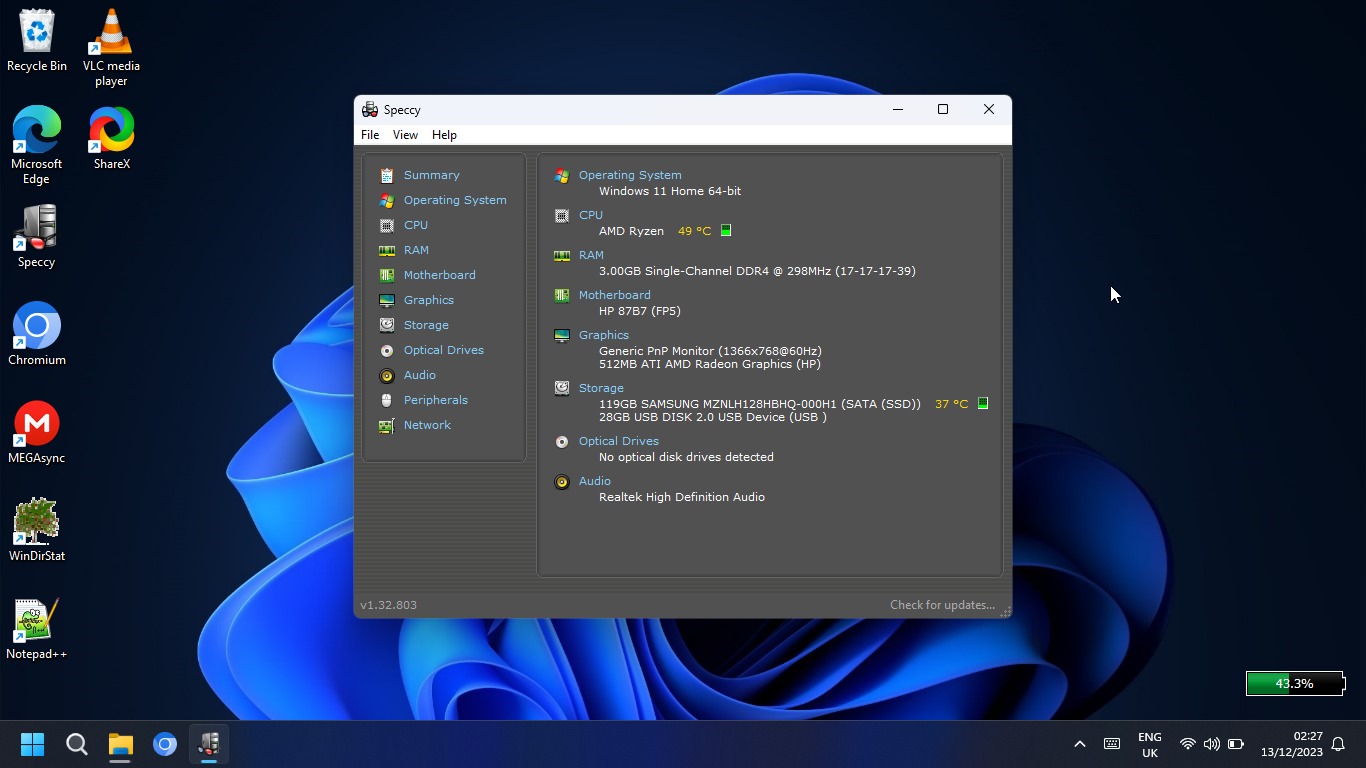 Recycle Bin
VLC media
player
Microsoft
Edge
ShareX
Speccy
Chromium
MEGAsync
WinDirStat
Notepad++
Speccy
File View Help
Summary
Operating System
CPU
RAM
Motherboard
Graphics
Storage
Optical Drives
Audio
Peripherals
Network
Operating System
Windows 11 Home 64-bit
CPU
AMD Ryzen 49 °C
RAM
3.00GB Single-Channel DDR4 @ 298MHz (17-17-17-39)
Motherboard
HP 87B7 (FP5)
Graphics
Generic PnP Monitor (1366x768@60Hz)
512MB ATI AMD Radeon Graphics (HP)
Storage
119GB SAMSUNG MZNLH128HBHQ-000H1 (SATA (SSD)) 37 °C
28GB USB DISK 2.0 USB Device (USB )
Optical Drives
No optical disk drives detected
Audio
Realtek High Definition Audio
v1.32.803
Check for updates...
43.3%
ENG
UK
02:27
13/12/2023